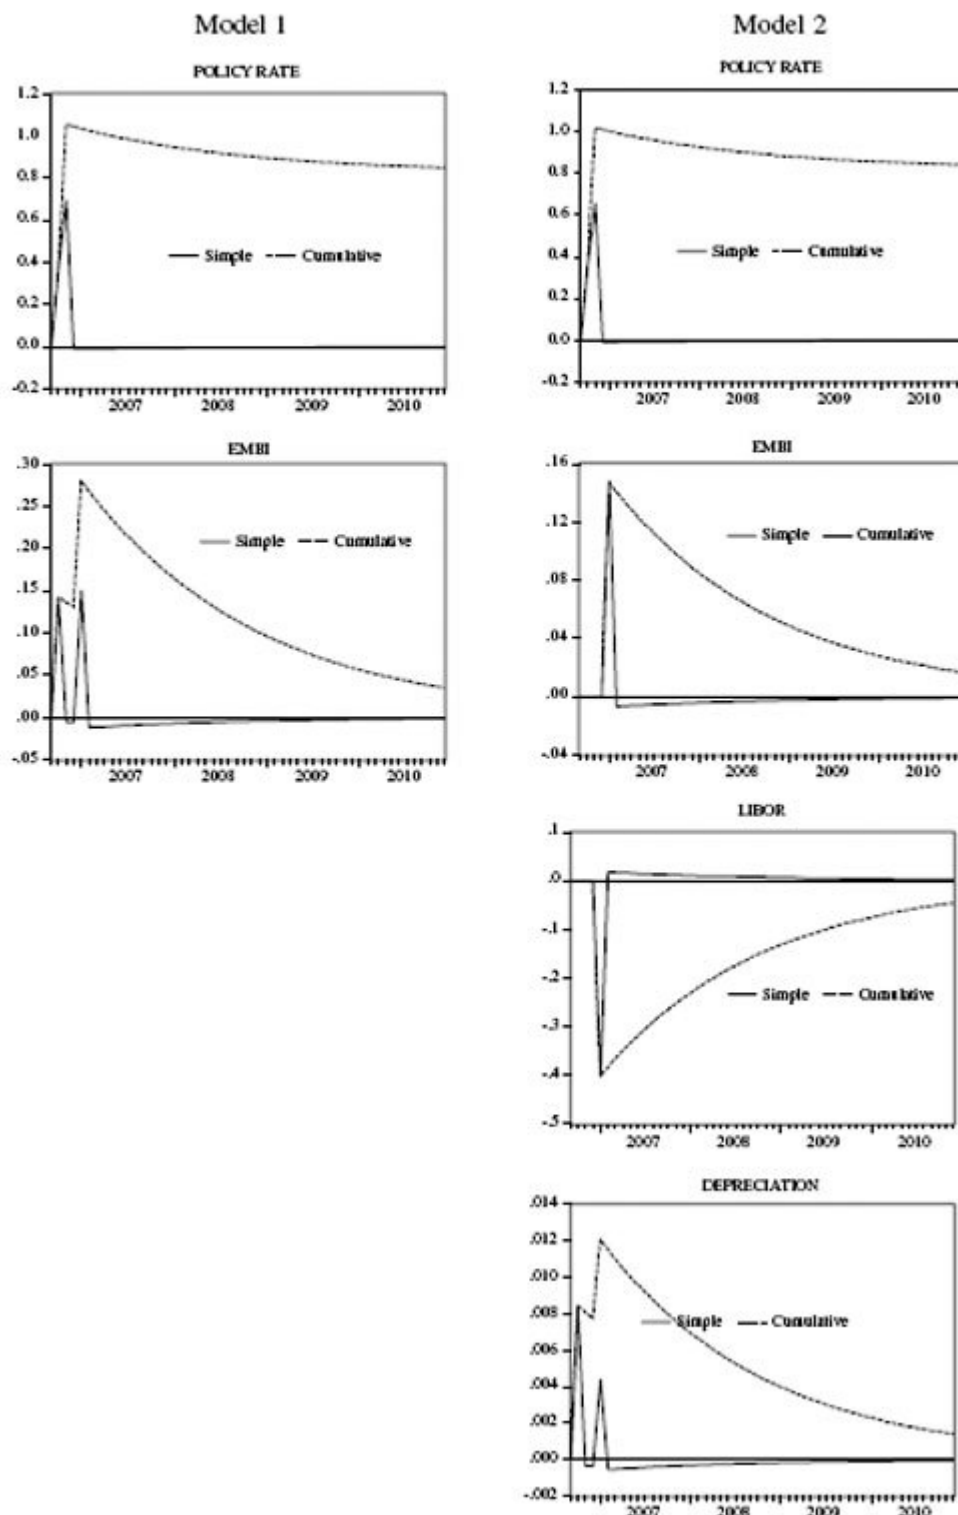 Model 1
POLICY RATE
1.2
1.0
0.8
0.6
0.4
0.2
0.0
-0.2
Simple Cumulative
2007 2008 2009 2010
EMBI
.30
.25
.20
.15
.10
.05
.00
-.05
Simple Cumulative
2007 2008 2009 2010
Model 2
POLICY RATE
1.2
1.0
0.8
0.6
0.4
0.2
0.0
-0.2
Simple Cumulative
2007 2008 2009 2010
EMBI
.16
.12
.08
.04
.00
-.04
Simple Cumulative
2007 2008 2009 2010
LIBOR
.1
.0
-.1
-.2
-.3
-.4
-.5
Simple Cumulative
2007 2008 2009 2010
DEPRECIATION
.014
.012
.010
.008
.006
.004
.002
.000
-.002
Simple Cumulative
2007 2008 2009 2010